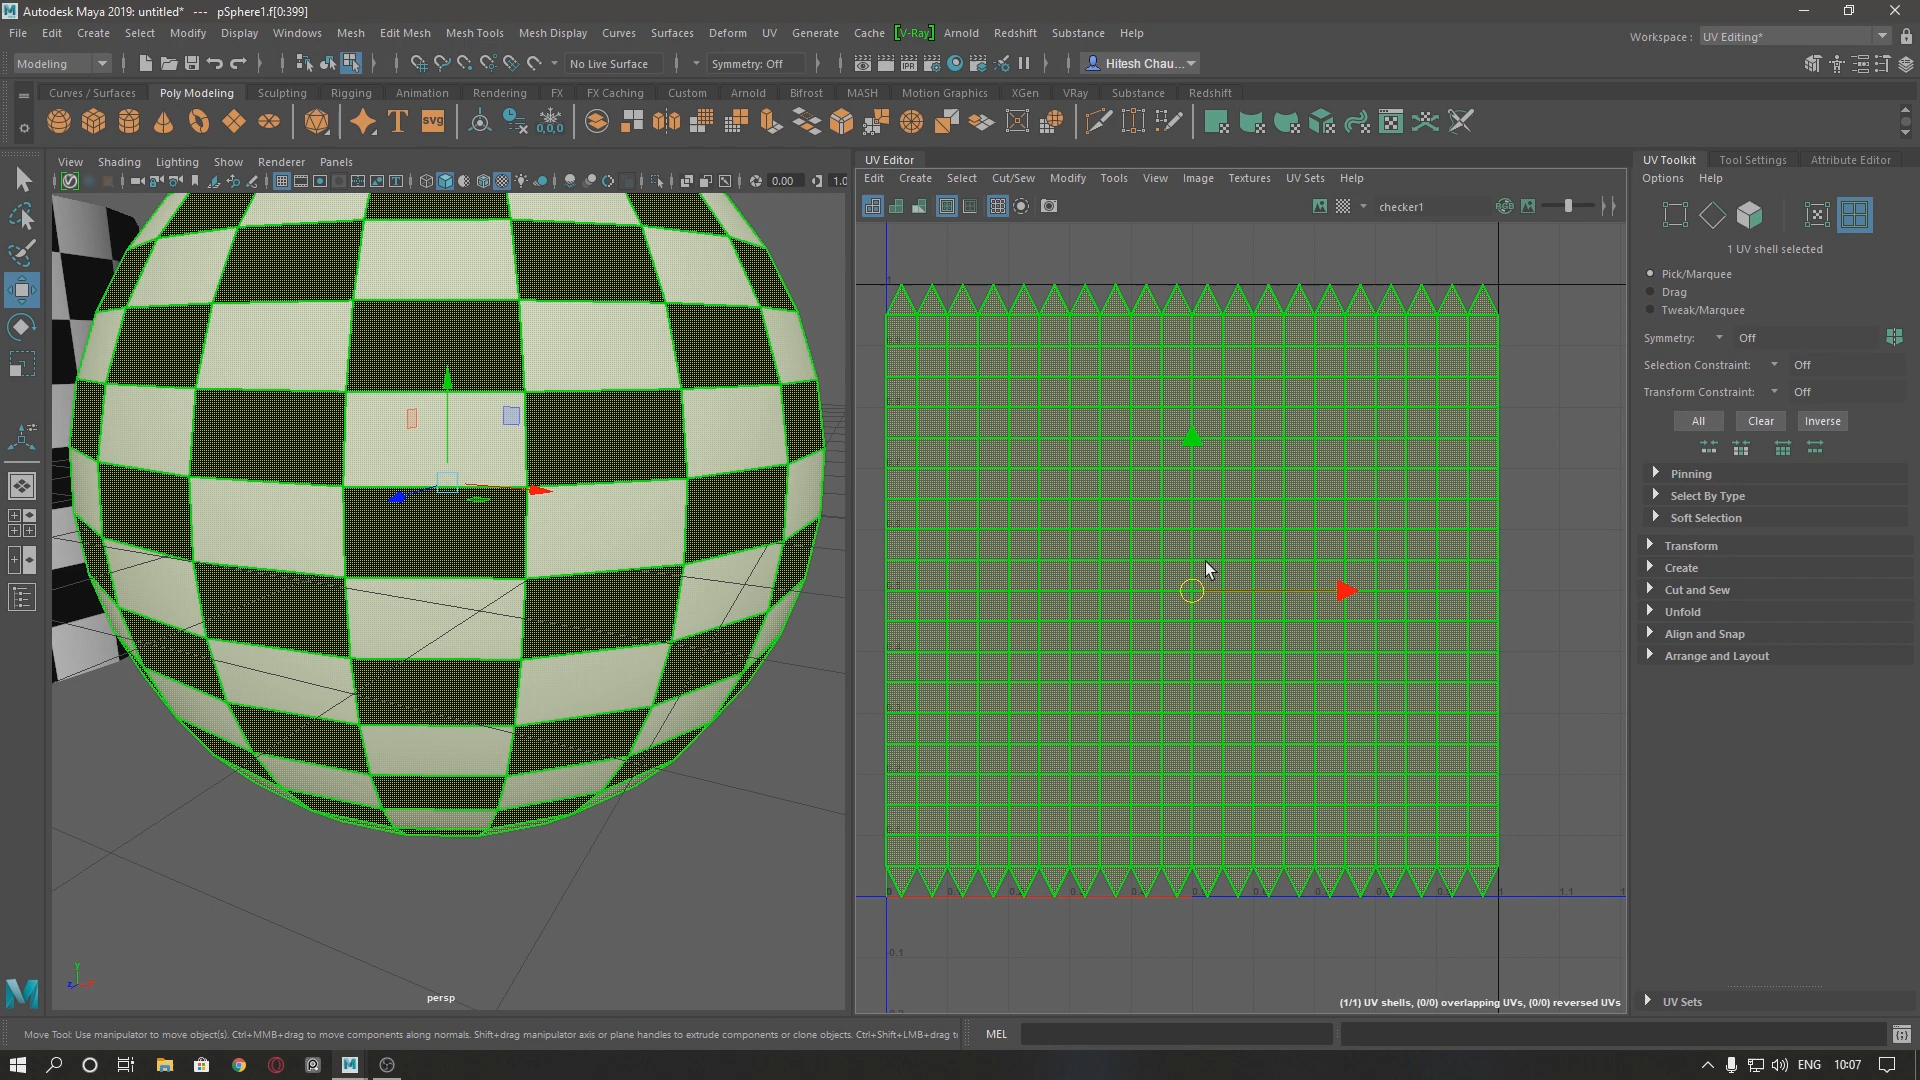 Autodesk Maya 2019: untitled* --- pSphere1.f[0:399]
File Edit Create Select Modify Display Windows Mesh Edit Mesh Mesh Tools Mesh Display Curves Surfaces Deform UV Generate Cache [V-Ray] Arnold Redshift Substance Help
Workspace : UV Editing*
Modeling No Live Surface Symmetry: Off Hitesh Chau...
Curves / Surfaces Poly Modeling Sculpting Rigging Animation Rendering FX FX Caching Custom Arnold Bifrost MASH Motion Graphics XGen VRay Substance Redshift
T svg 0,0,0
View Shading Lighting Show Renderer Panels
0.00 1.0
persp
UV Editor
Edit Create Select Cut/Sew Modify Tools View Image Textures UV Sets Help
checker1
(1/1) UV shells, (0/0) overlapping UVs, (0/0) reversed UVs
UV Toolkit Tool Settings Attribute Editor
Options Help
1 UV shell selected
Pick/Marquee
Drag
Tweak/Marquee
Symmetry: Off
Selection Constraint: Off
Transform Constraint: Off
All Clear Inverse
Pinning
Select By Type
Soft Selection
Transform
Create
Cut and Sew
Unfold
Align and Snap
Arrange and Layout
UV Sets
Move Tool: Use manipulator to move object(s). Ctrl+MMB+drag to move components along normals. Shift+drag manipulator axis or plane handles to extrude components or clone objects. Ctrl+Shift+LMB+drag
MEL
ENG 10:07